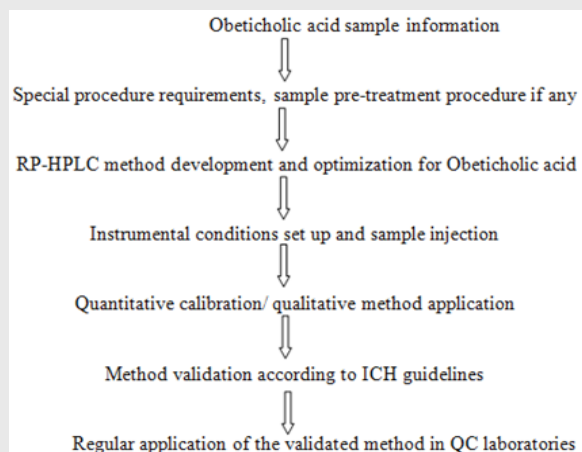 Obeticholic acid sample information
Special procedure requirements, sample pre-treatment procedure if any
RP-HPLC method development and optimization for Obeticholic acid
Instrumental conditions set up and sample injection
Quantitative calibration/ qualitative method application
Method validation according to ICH guidelines
Regular application of the validated method in QC laboratories